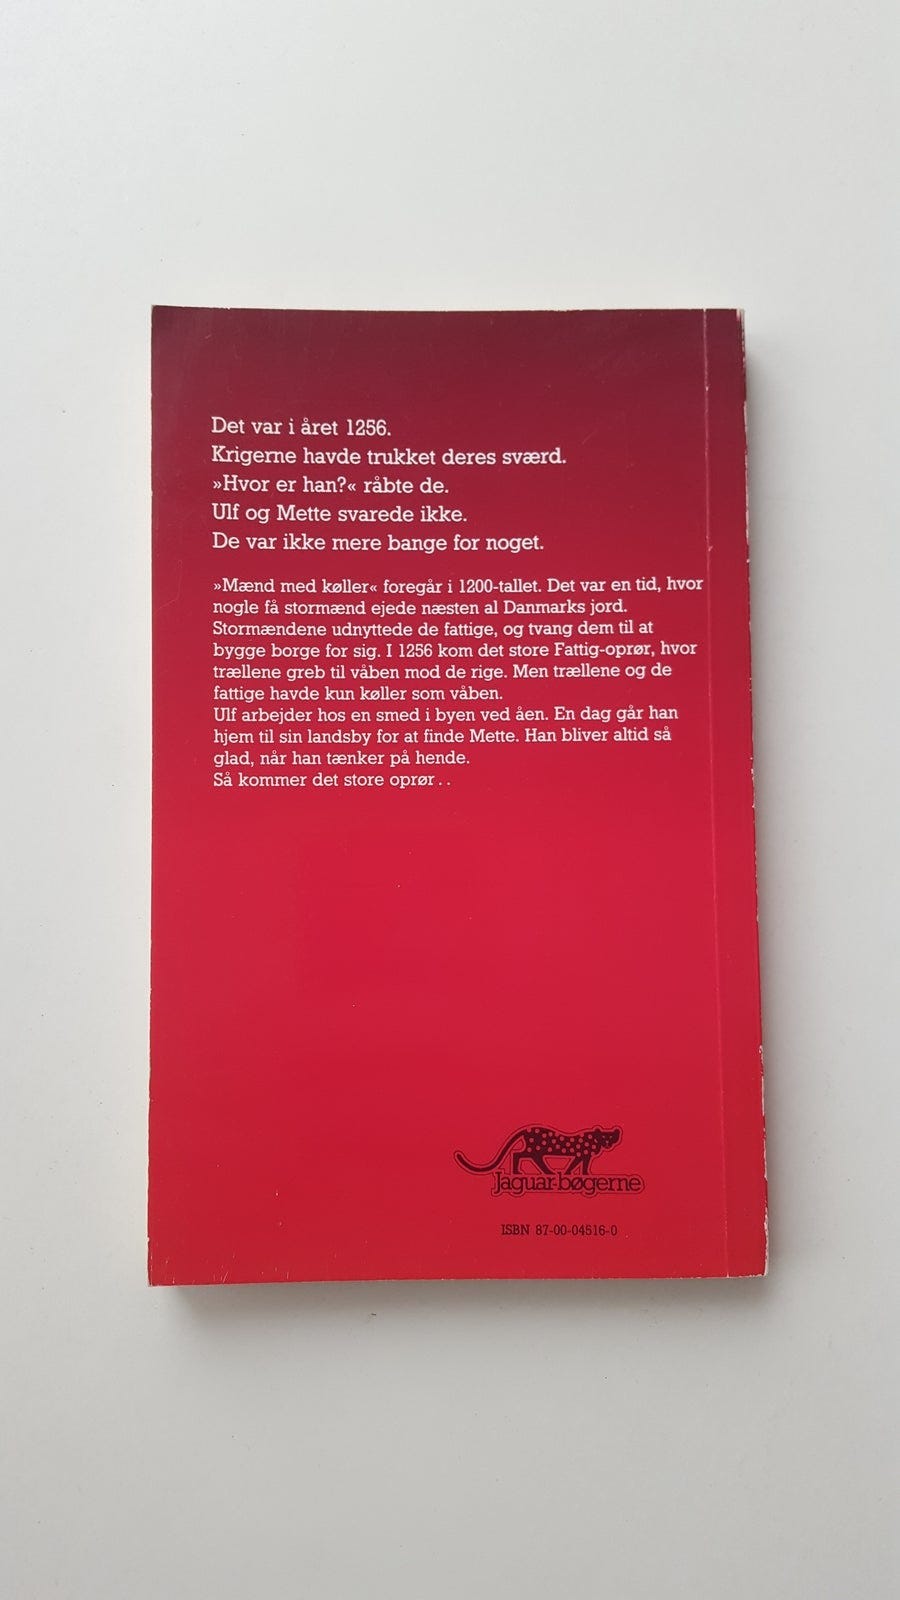 Det var i året 1256.
Krigerne havde trukket deres sværd.
»Hvor er han?« råbte de.
Ulf og Mette svarede ikke.
De var ikke mere bange for noget.
»Mænd med køller« foregår i 1200-tallet. Det var en tid, hvor
nogle få stormænd ejede næsten al Danmarks jord.
Stormændene udnyttede de fattige, og tvang dem til at
bygge borge for sig. I 1256 kom det store Fattig-oprør, hvor
trællene greb til våben mod de rige. Men trællene og de
fattige havde kun køller som våben.
Ulf arbejder hos en smed i byen ved åen. En dag går han
hjem til sin landsby for at finde Mette. Han bliver altid så
glad, når han tænker på hende.
Så kommer det store oprør . .
Jaguar-bøgerne
ISBN 87-00-04516-0